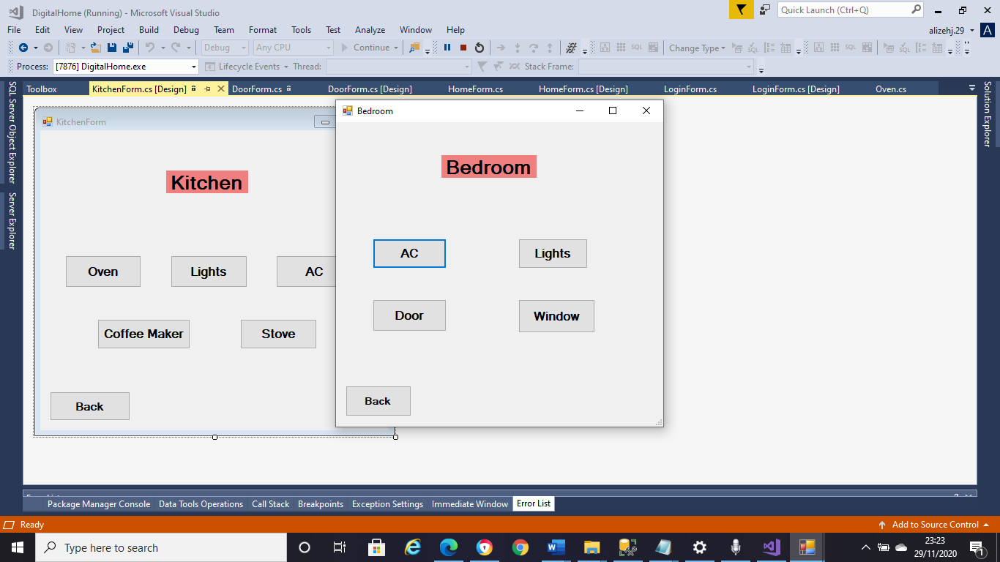 DigitalHome (Running) - Microsoft Visual Studio
Quick Launch (Ctrl+Q)
File Edit View Project Build Debug Team Format Tools Test Analyze Window Help
alizehj.29 A
Debug Any CPU Continue Change Type SQL SQL
Process: [7876] DigitalHome.exe Lifecycle Events Thread: Stack Frame:
Toolbox KitchenForm.cs [Design] DoorForm.cs DoorForm.cs [Design] HomeForm.cs HomeForm.cs [Design] LoginForm.cs LoginForm.cs [Design] Oven.cs
SQL Server Object Explorer
Server Explorer
Solution Explorer
KitchenForm
Kitchen
Oven Lights AC
Coffee Maker Stove
Back
Bedroom
Bedroom
AC Lights
Door Window
Back
Package Manager Console Data Tools Operations Call Stack Breakpoints Exception Settings Immediate Window Error List
Ready
Add to Source Control
Type here to search
23:23
29/11/2020
1